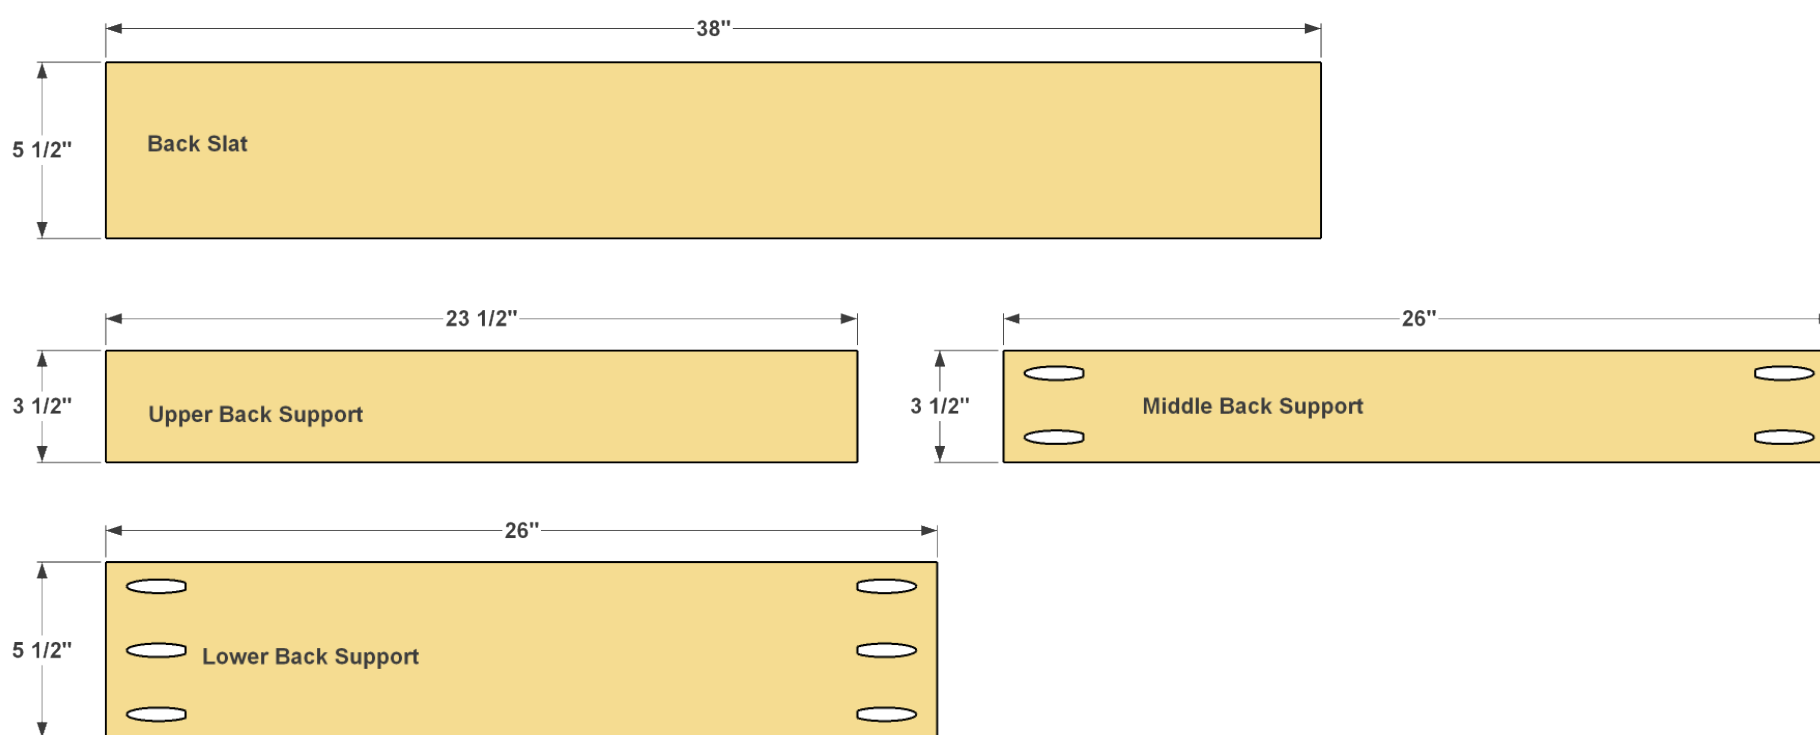 38"
5 1/2"
Back Slat
23 1/2"
26"
3 1/2"
Upper Back Support
3 1/2"
Middle Back Support
26"
5 1/2"
Lower Back Support